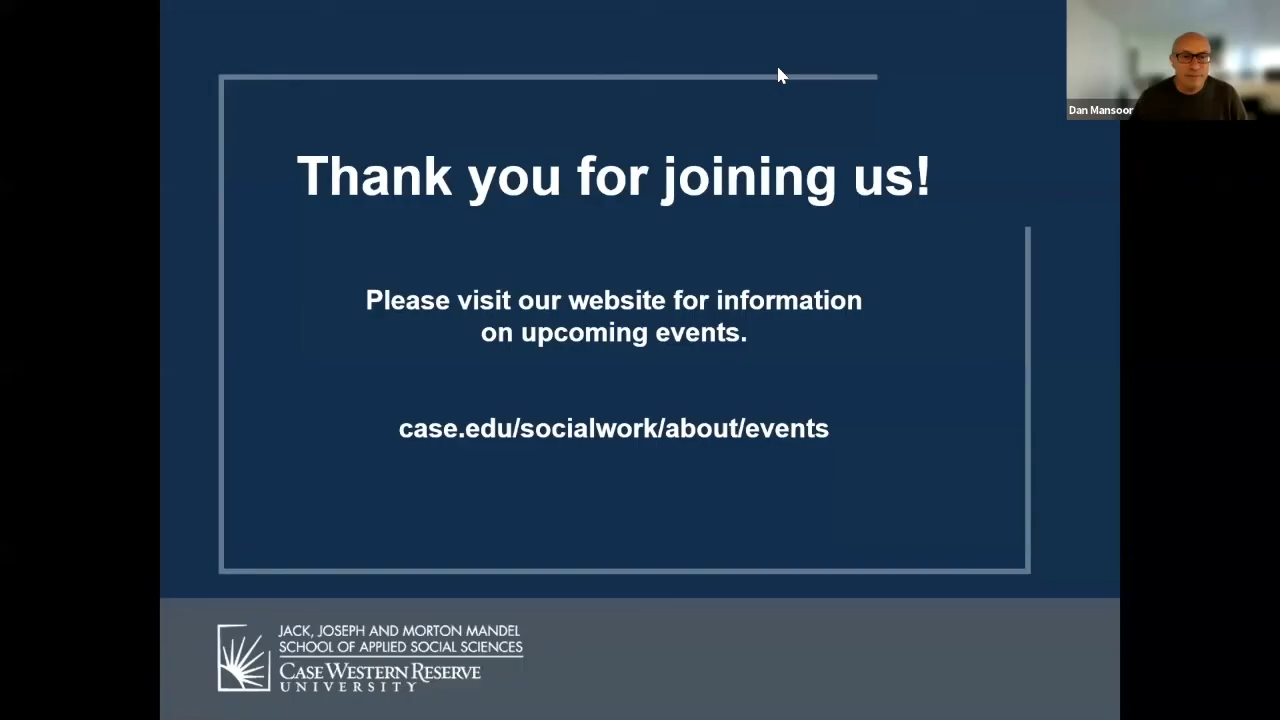 Dan Mansoor
Thank you for joining us!
Please visit our website for information
on upcoming events.
case.edu/socialwork/about/events
JACK, JOSEPH AND MORTON MANDEL
SCHOOL OF APPLIED SOCIAL SCIENCES
CASE WESTERN RESERVE
UNIVERSITY